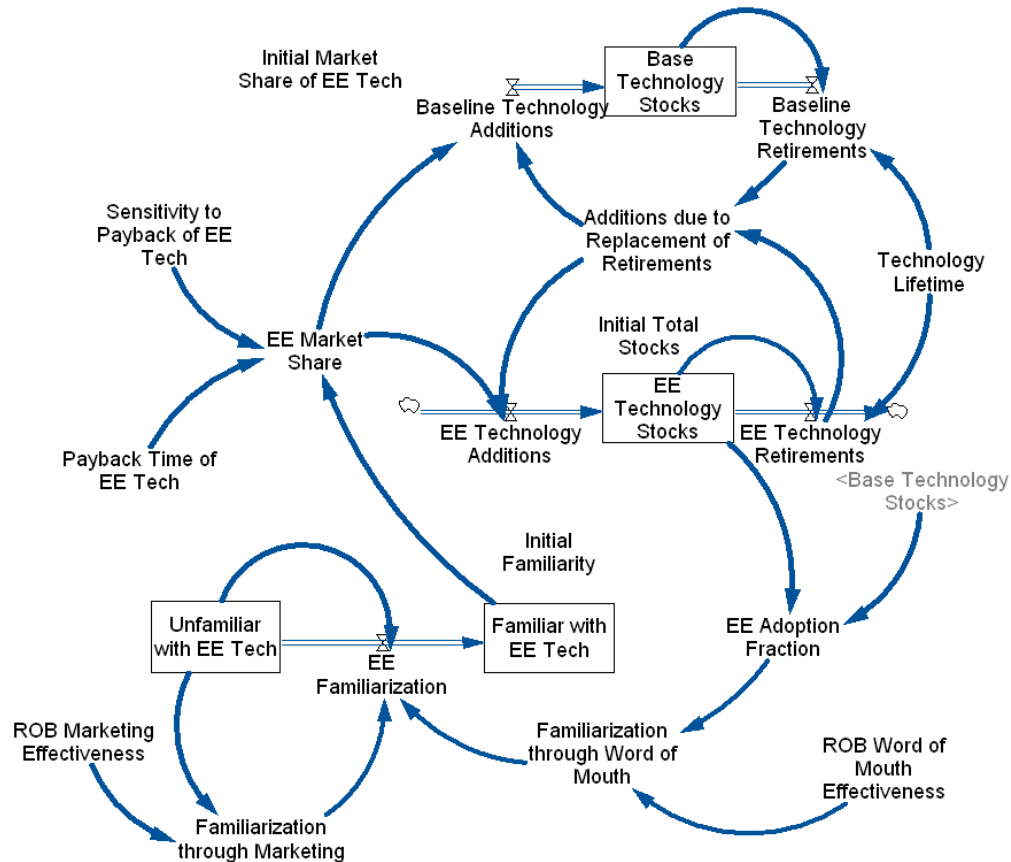 Initial Market
Share of EE Tech
Base
Technology
Stocks
Baseline Technology
Additions
Baseline
Technology
Retirements
Sensitivity to
Payback of EE
Tech
Additions due to
Replacement of
Retirements
Technology
Lifetime
EE Market
Share
Initial Total
Stocks
EE
Technology
Stocks
EE Technology
Additions
EE Technology
Retirements
Payback Time of
EE Tech
<Base Technology
Stocks>
Initial
Familiarity
Unfamiliar
with EE Tech
Familiar with
EE Tech
EE Adoption
Fraction
EE
Familiarization
ROB Marketing
Effectiveness
Familiarization
through Word of
Mouth
ROB Word of
Mouth
Effectiveness
Familiarization
through Marketing